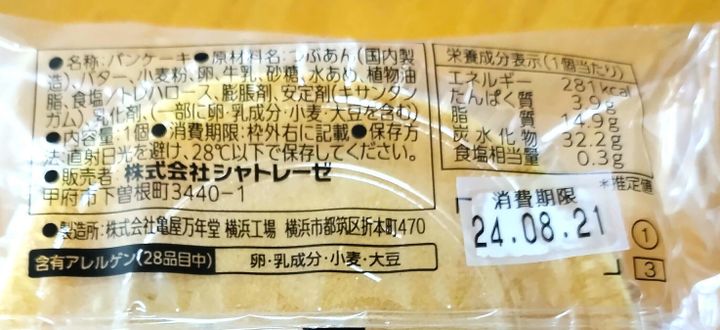 ●名称:パンケーキ●原材料名:つぶあん(国内製
造)、バター、小麦粉、卵、牛乳、砂糖、水あめ、植物油
脂、食塩、トレハロース、膨脹剤、安定剤(キサンタン
ガム)、乳化剤、(一部に卵・乳成分・小麦・大豆を含む)
●内容量:1個●消費期限:枠外右に記載●保存方
法:直射日光を避け、28℃以下で保存してください。
●販売者 株式会社シャトレーゼ
甲府市下曽根町3440-1
●製造所:株式会社亀屋万年堂 横浜工場 横浜市都筑区折本町470
含有アレルゲン(28品目中) 卵・乳成分・小麦・大豆
栄養成分表示(1個当たり)
エネルギー 281kcal
たんぱく質 3.9g
脂質 14.9g
炭水化物 32.2g
食塩相当量 0.3g
*推定値
消費期限
24.08.21
①
3